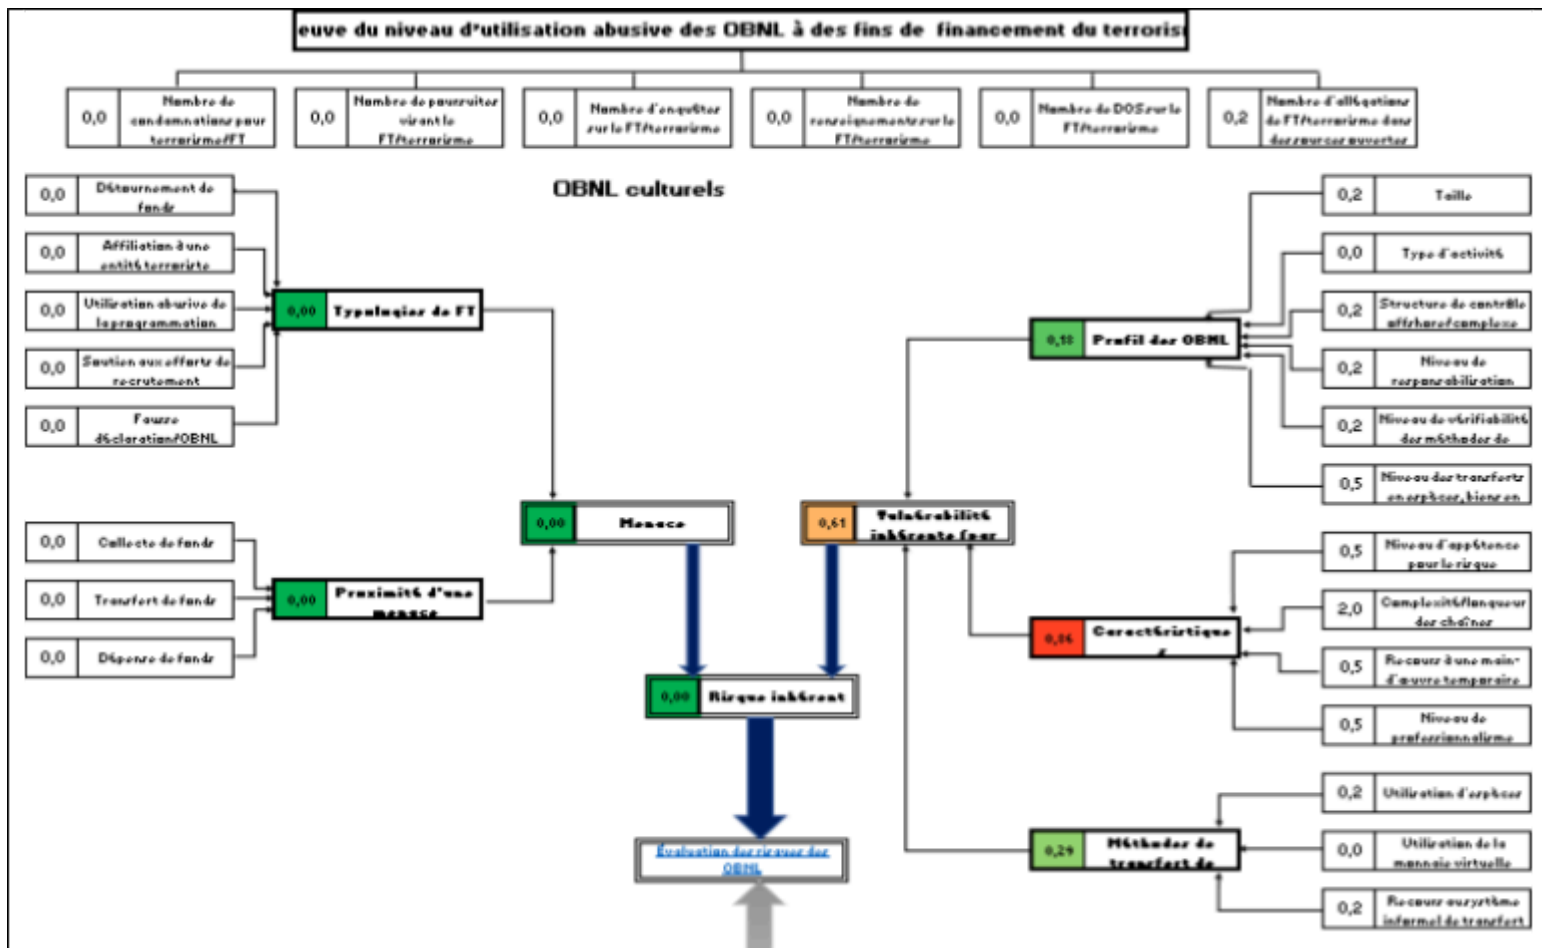 euve du niveau d'utilisation abusive des OBNL à des fins de financement du terroris
0,0
Nombre de
condamnations pour
terrorisme/FT
0,0
Nombre de poursuites
visant le
FT/terrorisme
0,0
Nombre d'enquêtes
sur le FT/terrorisme
0,0
Nombre de
renseignements sur le
FT/terrorisme
0,0
Nombre de DOS sur le
FT/terrorisme
0,2
Nombre d'allégations
de FT/terrorisme dans
des sources ouvertes
OBNL culturels
0,0
Détournement de
fonds
0,0
Affiliation à une
entité terroriste
0,0
Utilisation abusive de
la programmation
0,0
Soutien aux efforts de
recrutement
0,0
Fausse
déclaration/OBNL
0,00
Typologies de FT
0,0
Collecte de fonds
0,0
Transfert de fonds
0,0
Dépense de fonds
0,00
Proximité d'une
menace
0,00
Menace
0,61
Vulnérabilité
inhérente (par
0,00
Risque inhérent
Évaluation des risques des
OBNL
0,18
Profil des OBNL
0,2
Taille
0,0
Type d'activité
0,2
Structure de contrôle
offshore/complexe
0,2
Niveau de
responsabilisation
0,2
Niveau de vérifiabilité
des méthodes de
0,5
Niveau des transferts
en espèces, biens en
0,86
Caractéristique
s
0,5
Niveau d'appétence
pour le risque
2,0
Complexité/longueur
des chaînes
0,5
Recours à une main-
d'œuvre temporaire
0,5
Niveau de
professionnalisme
0,29
Méthodes de
transfert de
0,2
Utilisation d'espèces
0,0
Utilisation de la
monnaie virtuelle
0,2
Recours au système
informel de transfert